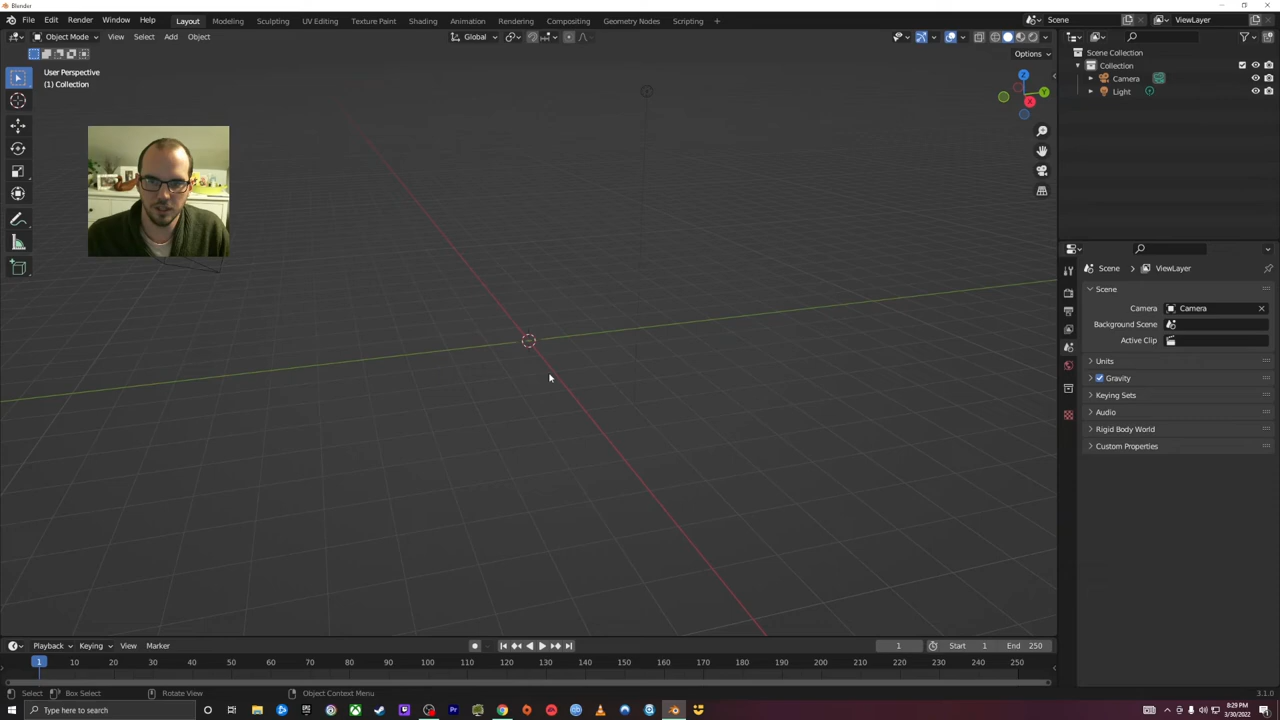 Blender
File Edit Render Window Help Layout Modeling Sculpting UV Editing Texture Paint Shading Animation Rendering Compositing Geometry Nodes Scripting + Scene ViewLayer
Object Mode View Select Add Object Global
Options
User Perspective
(1) Collection
Z
Y
X
Scene Collection
Collection
Camera
Light
Scene > ViewLayer
Scene
Camera Camera
Background Scene
Active Clip
Units
Gravity
Keying Sets
Audio
Rigid Body World
Custom Properties
Playback Keying View Marker 1 Start 1 End 250
1 10 20 30 40 50 60 70 80 90 100 110 120 130 140 150 160 170 180 190 200 210 220 230 240 250
Select Box Select Rotate View Object Context Menu 3.1.0
Type here to search
8:29 PM
3/30/2022